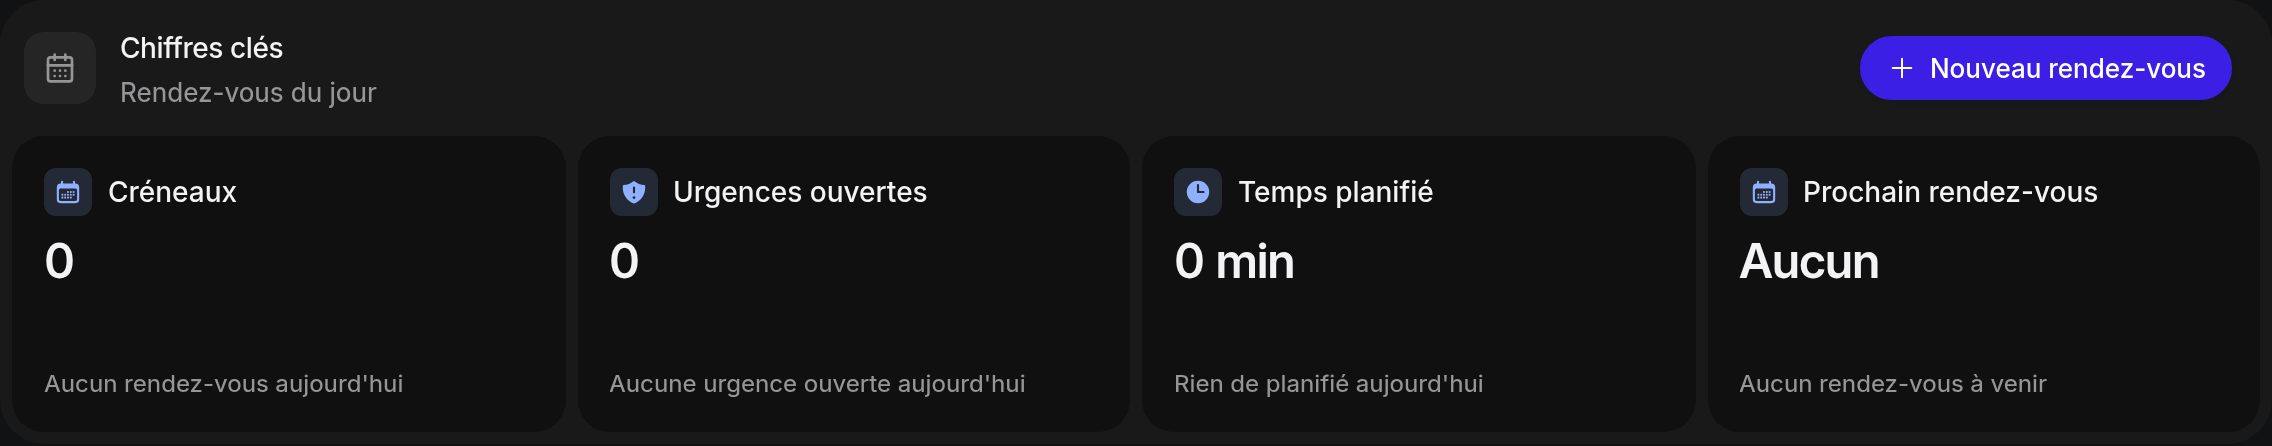 Chiffres clés
Rendez-vous du jour
Nouveau rendez-vous
Créneaux
0
Aucun rendez-vous aujourd'hui
Urgences ouvertes
0
Aucune urgence ouverte aujourd'hui
Temps planifié
0 min
Rien de planifié aujourd'hui
Prochain rendez-vous
Aucun
Aucun rendez-vous à venir